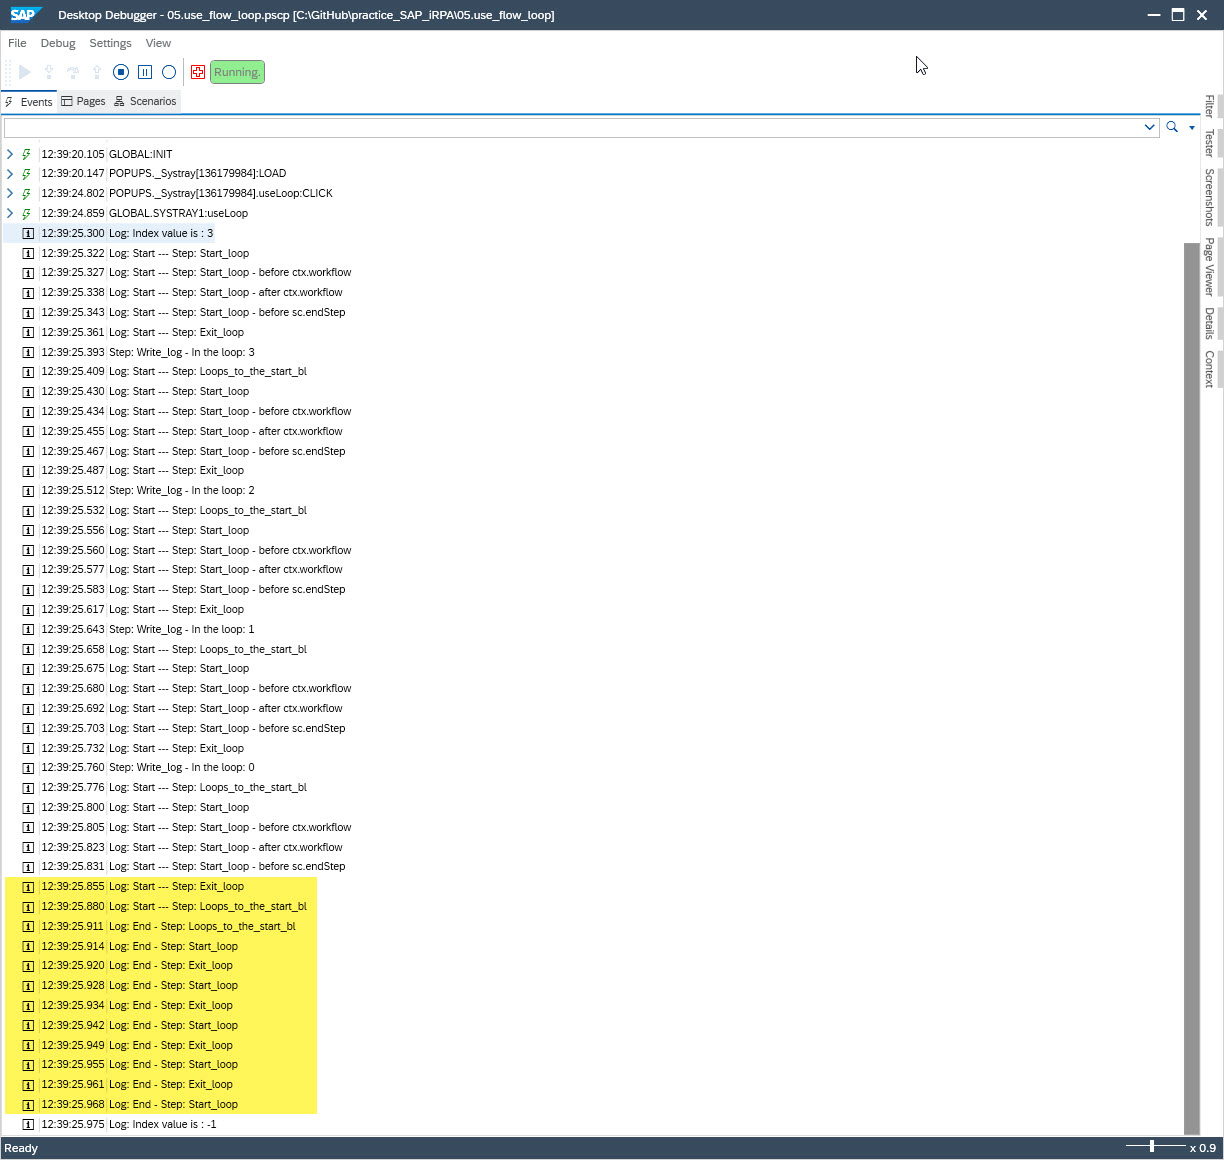 SAP Desktop Debugger - 05.use_flow_loop.pscp [C:\GitHub\practice_SAP_iRPA\05.use_flow_loop]
File Debug Settings View
Running.
Events Pages Scenarios
12:39:20.105 GLOBAL:INIT
12:39:20.147 POPUPS._Systray[136179984]:LOAD
12:39:24.802 POPUPS._Systray[136179984].useLoop:CLICK
12:39:24.859 GLOBAL.SYSTRAY1:useLoop
12:39:25.300 Log: Index value is : 3
12:39:25.322 Log: Start --- Step: Start_loop
12:39:25.327 Log: Start --- Step: Start_loop - before ctx.workflow
12:39:25.338 Log: Start --- Step: Start_loop - after ctx.workflow
12:39:25.343 Log: Start --- Step: Start_loop - before sc.endStep
12:39:25.361 Log: Start --- Step: Exit_loop
12:39:25.393 Step: Write_log - In the loop: 3
12:39:25.409 Log: Start --- Step: Loops_to_the_start_bl
12:39:25.430 Log: Start --- Step: Start_loop
12:39:25.434 Log: Start --- Step: Start_loop - before ctx.workflow
12:39:25.455 Log: Start --- Step: Start_loop - after ctx.workflow
12:39:25.467 Log: Start --- Step: Start_loop - before sc.endStep
12:39:25.487 Log: Start --- Step: Exit_loop
12:39:25.512 Step: Write_log - In the loop: 2
12:39:25.532 Log: Start --- Step: Loops_to_the_start_bl
12:39:25.556 Log: Start --- Step: Start_loop
12:39:25.560 Log: Start --- Step: Start_loop - before ctx.workflow
12:39:25.577 Log: Start --- Step: Start_loop - after ctx.workflow
12:39:25.583 Log: Start --- Step: Start_loop - before sc.endStep
12:39:25.617 Log: Start --- Step: Exit_loop
12:39:25.643 Step: Write_log - In the loop: 1
12:39:25.658 Log: Start --- Step: Loops_to_the_start_bl
12:39:25.675 Log: Start --- Step: Start_loop
12:39:25.680 Log: Start --- Step: Start_loop - before ctx.workflow
12:39:25.692 Log: Start --- Step: Start_loop - after ctx.workflow
12:39:25.703 Log: Start --- Step: Start_loop - before sc.endStep
12:39:25.732 Log: Start --- Step: Exit_loop
12:39:25.760 Step: Write_log - In the loop: 0
12:39:25.776 Log: Start --- Step: Loops_to_the_start_bl
12:39:25.800 Log: Start --- Step: Start_loop
12:39:25.805 Log: Start --- Step: Start_loop - before ctx.workflow
12:39:25.823 Log: Start --- Step: Start_loop - after ctx.workflow
12:39:25.831 Log: Start --- Step: Start_loop - before sc.endStep
12:39:25.855 Log: Start --- Step: Exit_loop
12:39:25.880 Log: Start --- Step: Loops_to_the_start_bl
12:39:25.911 Log: End - Step: Loops_to_the_start_bl
12:39:25.914 Log: End - Step: Start_loop
12:39:25.920 Log: End - Step: Exit_loop
12:39:25.928 Log: End - Step: Start_loop
12:39:25.934 Log: End - Step: Exit_loop
12:39:25.942 Log: End - Step: Start_loop
12:39:25.949 Log: End - Step: Exit_loop
12:39:25.955 Log: End - Step: Start_loop
12:39:25.961 Log: End - Step: Exit_loop
12:39:25.968 Log: End - Step: Start_loop
12:39:25.975 Log: Index value is : -1
Filter
Tester
Screenshots
Page Viewer
Details
Context
Ready x 0.9